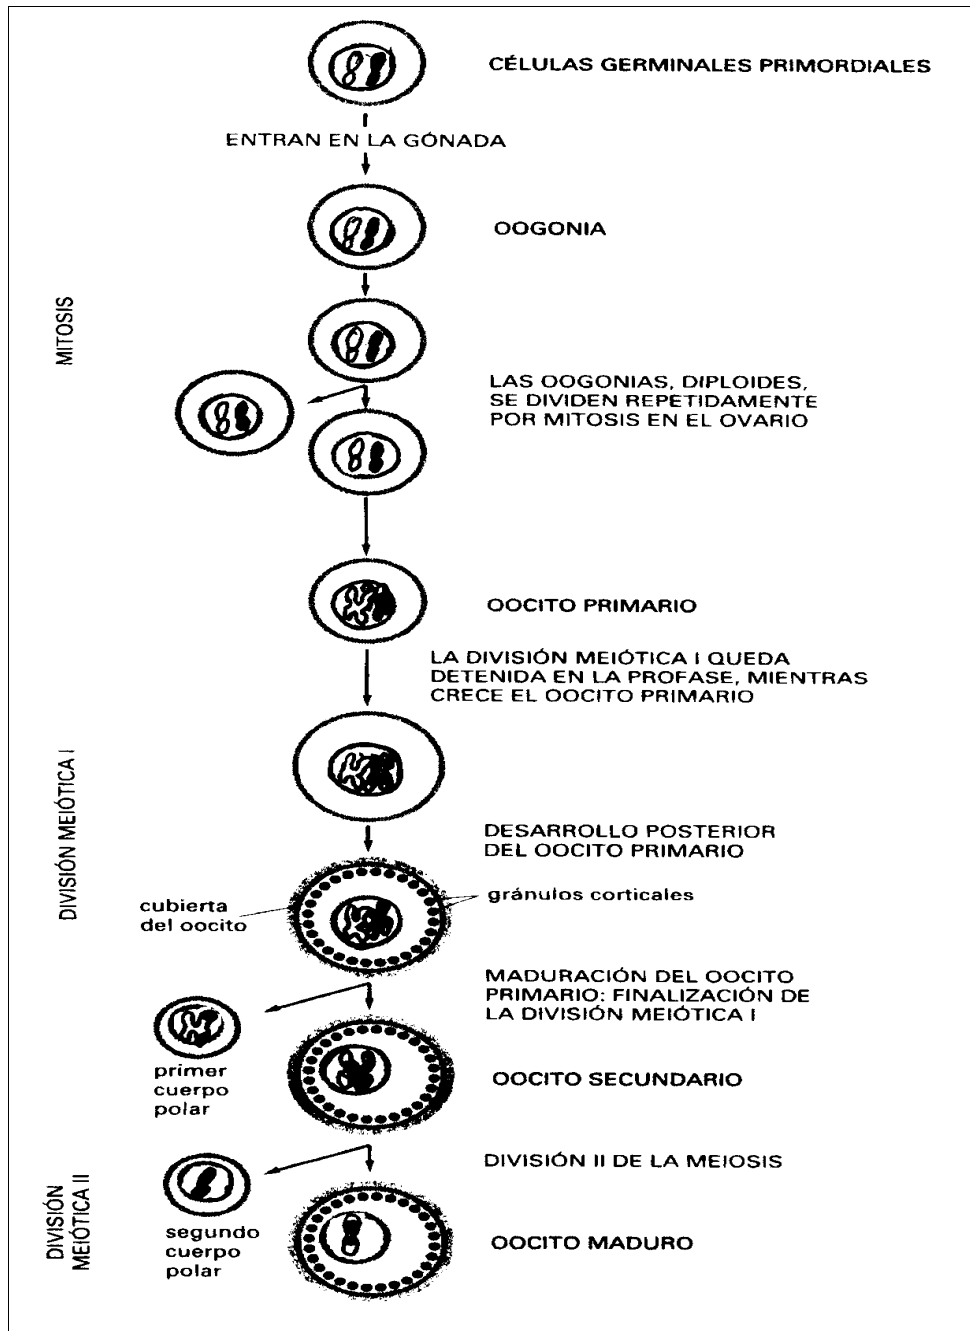 CÉLULAS GERMINALES PRIMORDIALES
ENTRAN EN LA GÓNADA
OOGONIA
MITOSIS
LAS OOGONIAS, DIPLOIDES,
SE DIVIDEN REPETIDAMENTE
POR MITOSIS EN EL OVARIO
OOCITO PRIMARIO
LA DIVISIÓN MEIÓTICA I QUEDA
DETENIDA EN LA PROFASE, MIENTRAS
CRECE EL OOCITO PRIMARIO
DIVISIÓN MEIÓTICA I
DESARROLLO POSTERIOR
DEL OOCITO PRIMARIO
cubierta
del oocito
gránulos corticales
MADURACIÓN DEL OOCITO
PRIMARIO: FINALIZACIÓN DE
LA DIVISIÓN MEIÓTICA I
primer
cuerpo
polar
OOCITO SECUNDARIO
DIVISIÓN II DE LA MEIOSIS
DIVISIÓN
MEIÓTICA II
segundo
cuerpo
polar
OOCITO MADURO